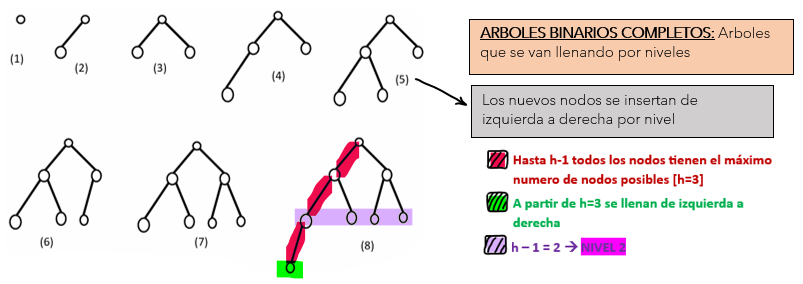 (1)
(2)
(3)
(4)
(5)
ARBOLES BINARIOS COMPLETOS: Arboles
que se van llenando por niveles
Los nuevos nodos se insertan de
izquierda a derecha por nivel
(6)
(7)
(8)
Hasta h-1 todos los nodos tienen el máximo
numero de nodos posibles [h=3]
A partir de h=3 se llenan de izquierda a
derecha
h – 1 = 2 → NIVEL 2